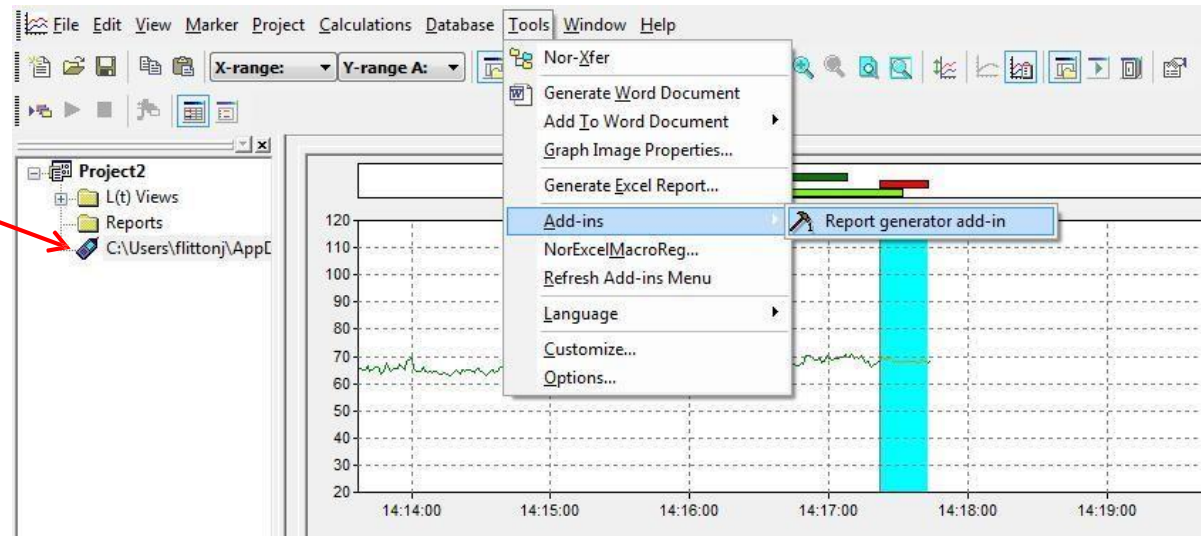 File Edit View Marker Project Calculations Database Tools Window Help
X-range: Y-range A:
Nor-Xfer
Generate Word Document
Add To Word Document
Graph Image Properties...
Generate Excel Report...
Add-ins
Report generator add-in
NorExcelMacroReg...
Refresh Add-ins Menu
Language
Customize...
Options...
Project2
L(t) Views
Reports
C:\Users\flittonj\AppD
120
110
100
90
80
70
60
50
40
30
20
14:14:00 14:15:00 14:16:00 14:17:00 14:18:00 14:19:00